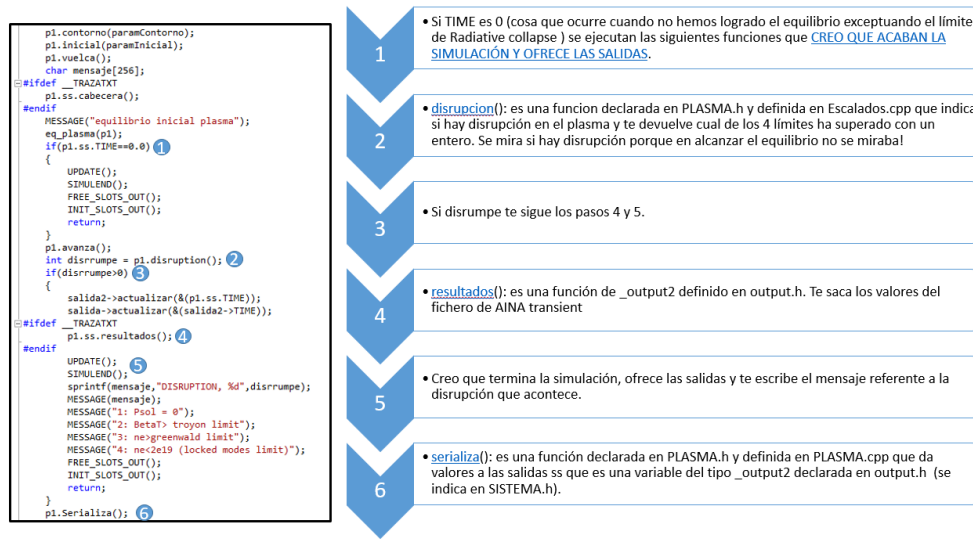 p1.contorno(paramContorno);
p1.inicial(paramInicial);
p1.vuelca();
char mensaje[256];
#ifdef __TRAZATXT
p1.ss.cabecera();
#endif
MESSAGE("equilibrio inicial plasma");
eq_plasma(p1);
if(p1.ss.TIME==0.0) 1
{
UPDATE();
SIMULEND();
FREE_SLOTS_OUT();
INIT_SLOTS_OUT();
return;
}
p1.avanza();
int disrrumpe = p1.disruption(); 2
if(disrrumpe>0) 3
{
salida2->actualizar(&(p1.ss.TIME));
salida->actualizar(&(salida2->TIME));
#ifdef __TRAZATXT
p1.ss.resultados(); 4
#endif
UPDATE(); 5
SIMULEND();
sprintf(mensaje,"DISRUPTION, %d",disrrumpe);
MESSAGE(mensaje);
MESSAGE("1: Psol = 0");
MESSAGE("2: BetaT> troyon limit");
MESSAGE("3: ne>greenwald limit");
MESSAGE("4: ne<2e19 (locked modes limit)");
FREE_SLOTS_OUT();
INIT_SLOTS_OUT();
return;
}
p1.Serializa(); 6
1
• Si TIME es 0 (cosa que ocurre cuando no hemos logrado el equilibrio exceptuando el límite
de Radiative collapse ) se ejecutan las siguientes funciones que CREO QUE ACABAN LA
SIMULACIÓN Y OFRECE LAS SALIDAS.
2
• disrupcion(): es una funcion declarada en PLASMA.h y definida en Escalados.cpp que indica
si hay disrupción en el plasma y te devuelve cual de los 4 límites ha superado con un
entero. Se mira si hay disrupción porque en alcanzar el equilibrio no se miraba!
3
• Si disrumpe te sigue los pasos 4 y 5.
4
• resultados(): es una función de _output2 definido en output.h. Te saca los valores del
fichero de AINA transient
5
• Creo que termina la simulación, ofrece las salidas y te escribe el mensaje referente a la
disrupción que acontece.
6
• serializa(): es una función declarada en PLASMA.h y definida en PLASMA.cpp que da
valores a las salidas ss que es una variable del tipo _output2 declarada en output.h (se
indica en SISTEMA.h).